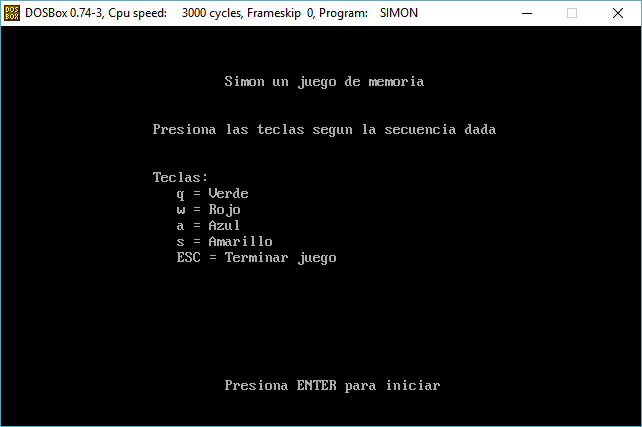 DOSBox 0.74-3, Cpu speed: 3000 cycles, Frameskip 0, Program: SIMON
Simon un juego de memoria
Presiona las teclas segun la secuencia dada
Teclas:
q = Verde
w = Rojo
a = Azul
s = Amarillo
ESC = Terminar juego
Presiona ENTER para iniciar